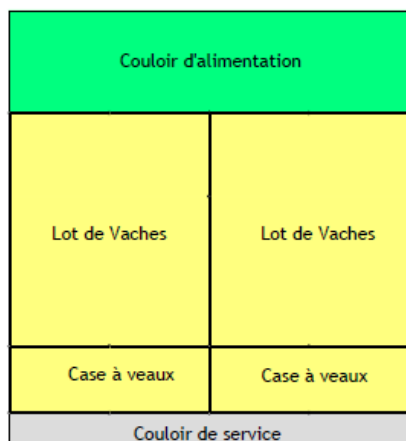 Couloir d'alimentation
Lot de Vaches
Lot de Vaches
Case à veaux
Case à veaux
Couloir de service